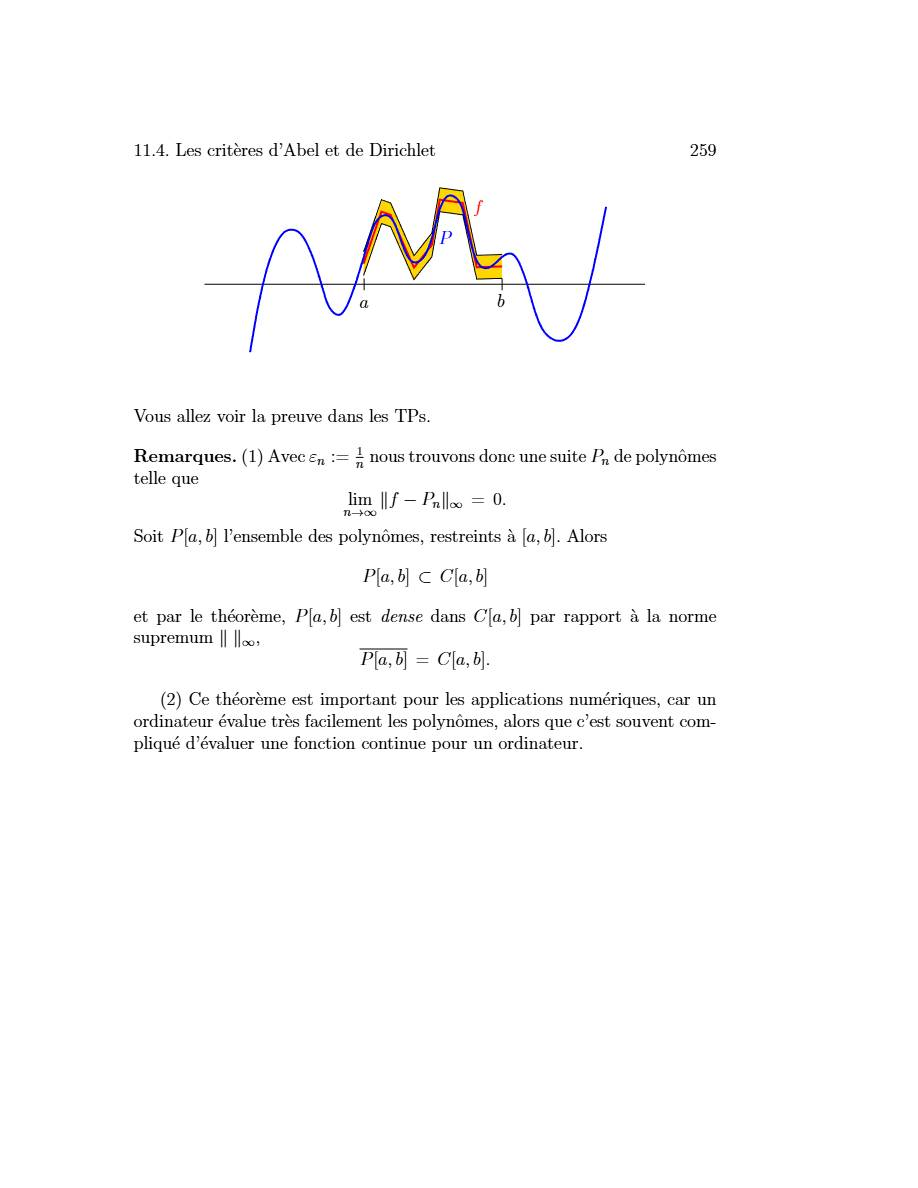 11.4. Les critères d'Abel et de Dirichlet 259
f
P
a b
Vous allez voir la preuve dans les TPs.
Remarques. (1) Avec εₙ := 1/n nous trouvons donc une suite Pₙ de polynômes
telle que
lim ‖f − Pₙ‖∞ = 0.
n→∞
Soit P[a, b] l'ensemble des polynômes, restreints à [a, b]. Alors
P[a, b] ⊂ C[a, b]
et par le théorème, P[a, b] est dense dans C[a, b] par rapport à la norme
supremum ‖ ‖∞,
P̅[̅a̅,̅ ̅b̅]̅ = C[a, b].
(2) Ce théorème est important pour les applications numériques, car un
ordinateur évalue très facilement les polynômes, alors que c'est souvent com-
pliqué d'évaluer une fonction continue pour un ordinateur.